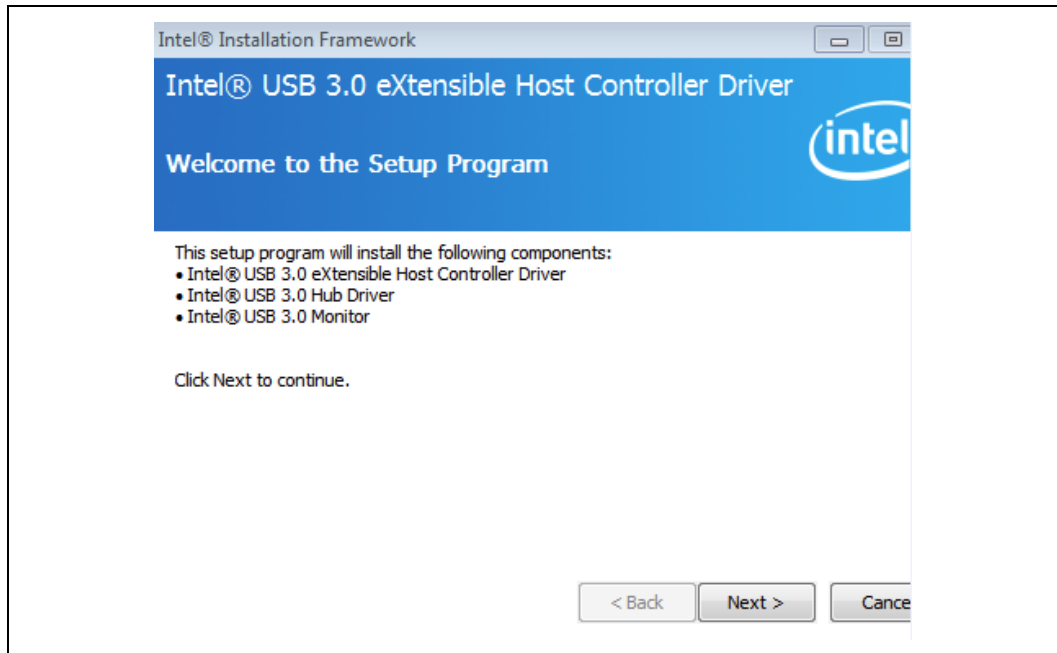 Intel® Installation Framework
Intel® USB 3.0 eXtensible Host Controller Driver
intel
Welcome to the Setup Program
This setup program will install the following components:
• Intel® USB 3.0 eXtensible Host Controller Driver
• Intel® USB 3.0 Hub Driver
• Intel® USB 3.0 Monitor
Click Next to continue.
< Back Next > Cance